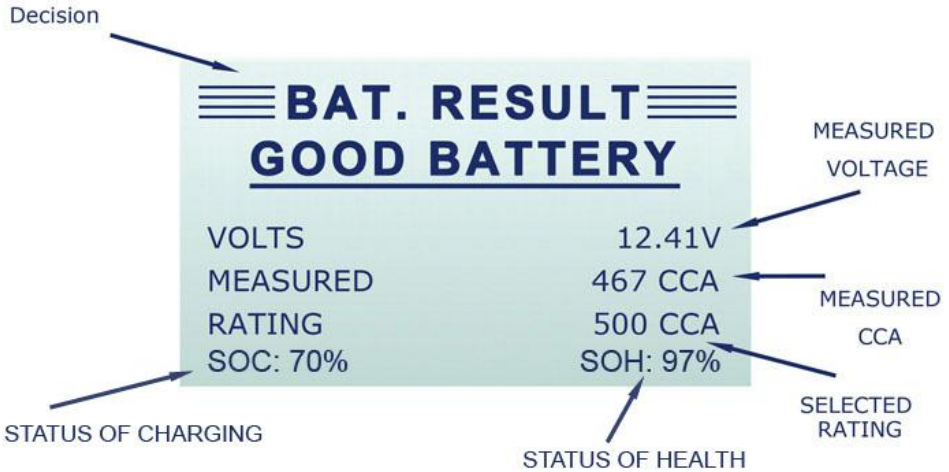 Decision
BAT. RESULT
GOOD BATTERY
MEASURED
VOLTAGE
VOLTS 12.41V
MEASURED 467 CCA
MEASURED
CCA
RATING 500 CCA
SOC: 70% SOH: 97%
SELECTED
RATING
STATUS OF CHARGING
STATUS OF HEALTH